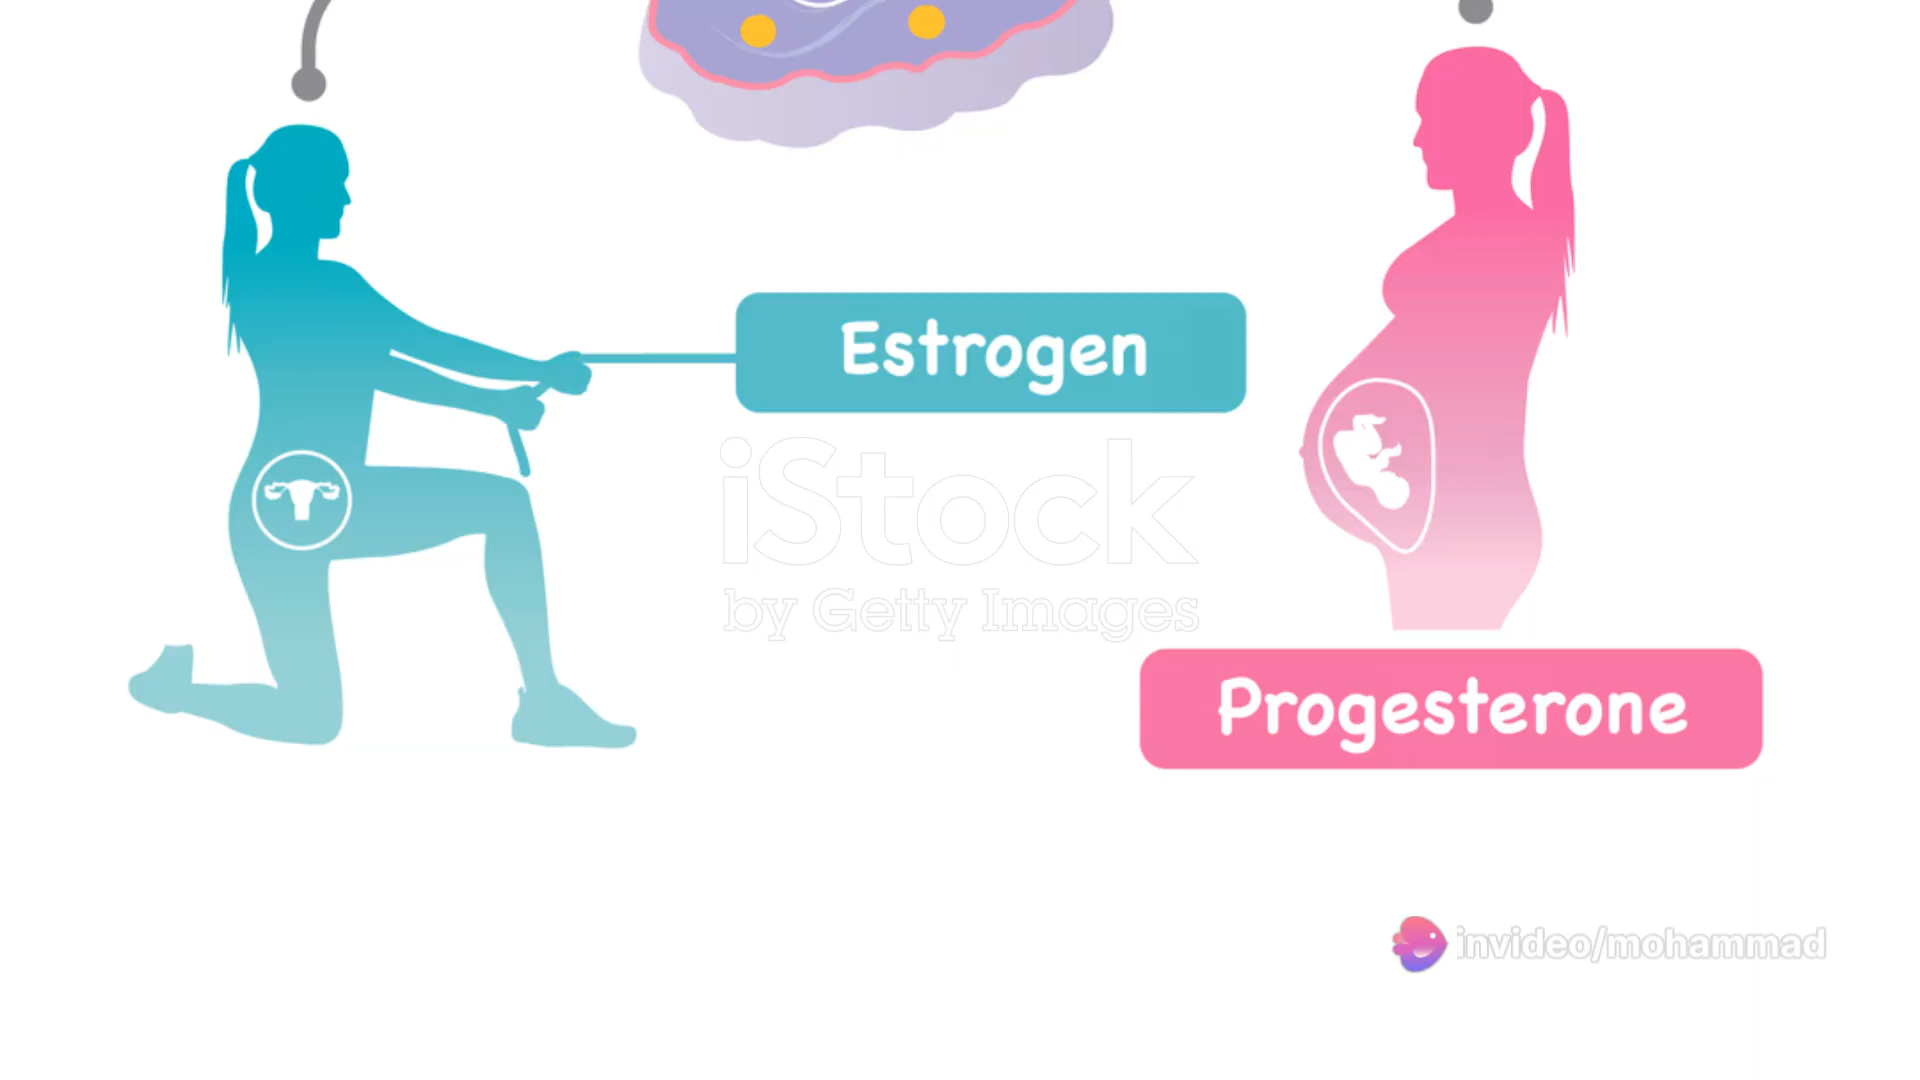 Estrogen
iStock
by Getty Images
Progesterone
invideo/mohammad